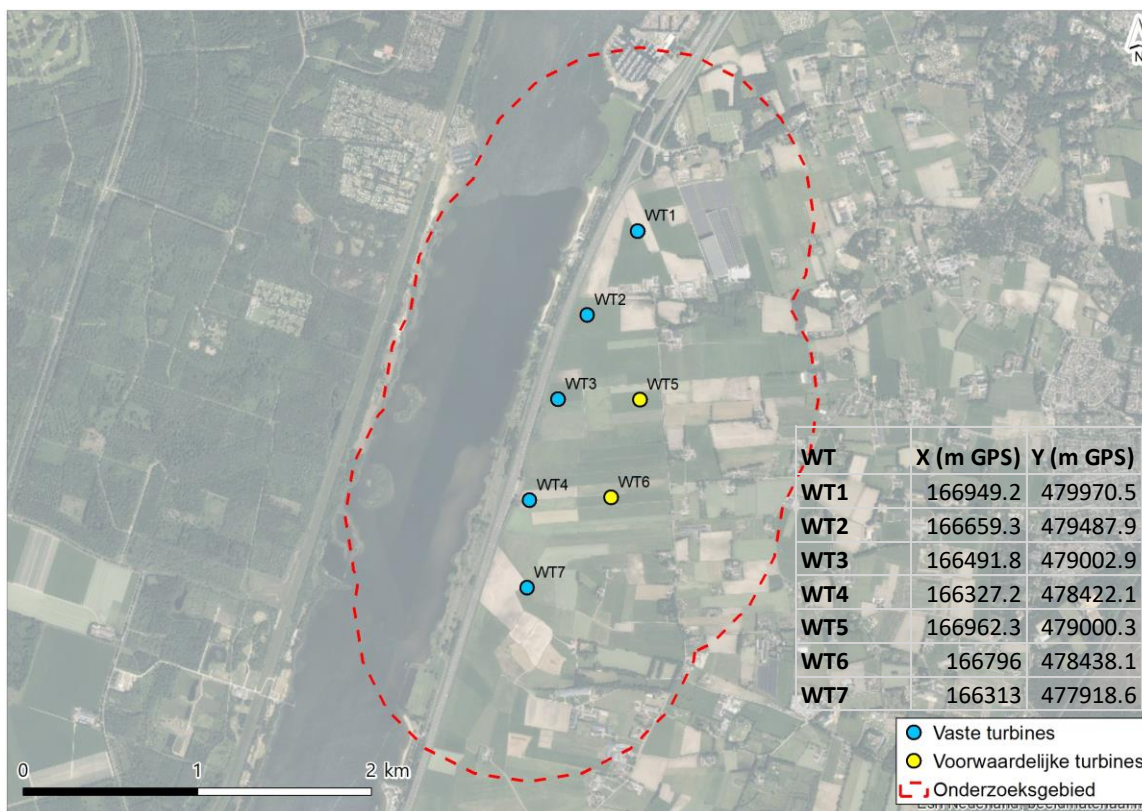 N
WT1
WT2
WT3
WT5
WT4
WT6
WT7
WT X (m GPS) Y (m GPS)
WT1 166949.2 479970.5
WT2 166659.3 479487.9
WT3 166491.8 479002.9
WT4 166327.2 478422.1
WT5 166962.3 479000.3
WT6 166796 478438.1
WT7 166313 477918.6
Vaste turbines
Voorwaardelijke turbines
Onderzoeksgebied
0 1 2 km